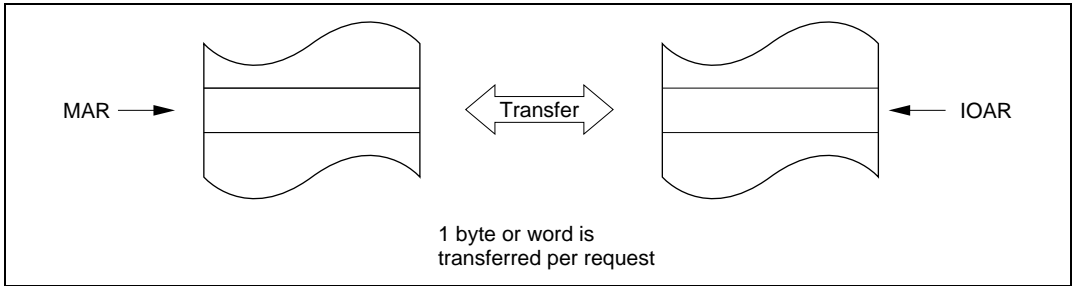 MAR
Transfer
IOAR
1 byte or word is
transferred per request